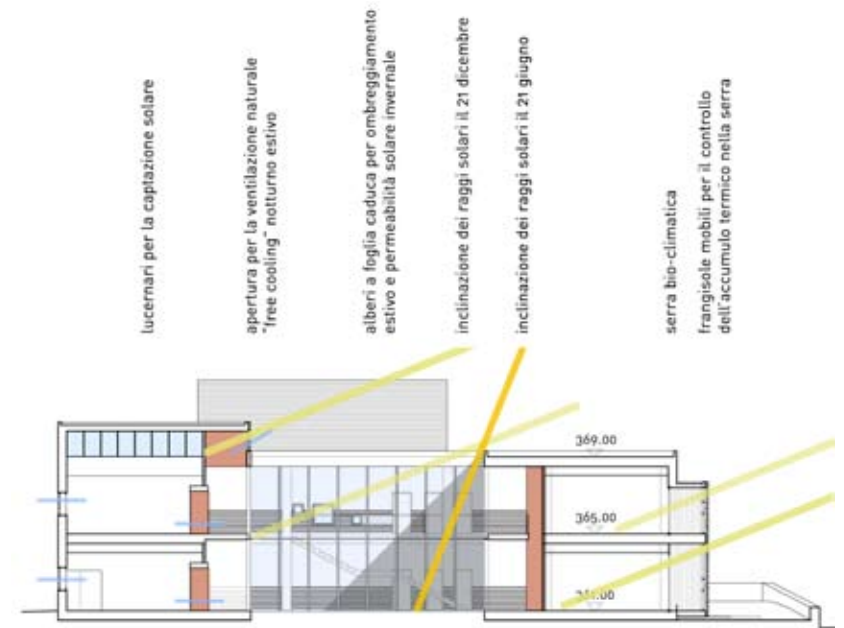 lucernari per la captazione solare
apertura per la ventilazione naturale
"free cooling" notturno estivo
alberi a foglia caduca per ombreggiamento
estivo e permeabilità solare invernale
inclinazione dei raggi solari il 21 dicembre
inclinazione dei raggi solari il 21 giugno
serra bio-climatica
frangisole mobili per il controllo
dell'accumulo termico nella serra
369.00
365.00